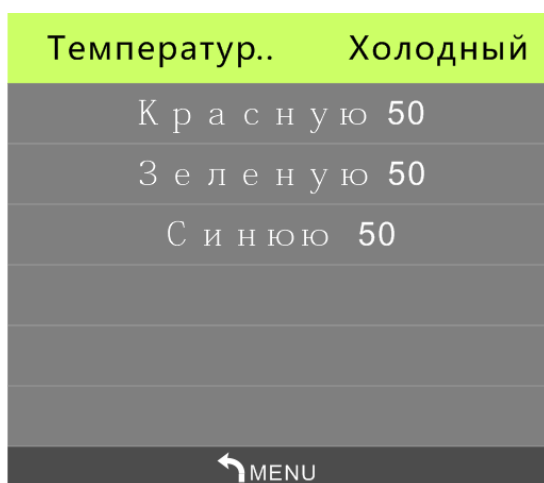 Температур.. Холодный
Красную 50
Зеленую 50
Синюю 50
MENU